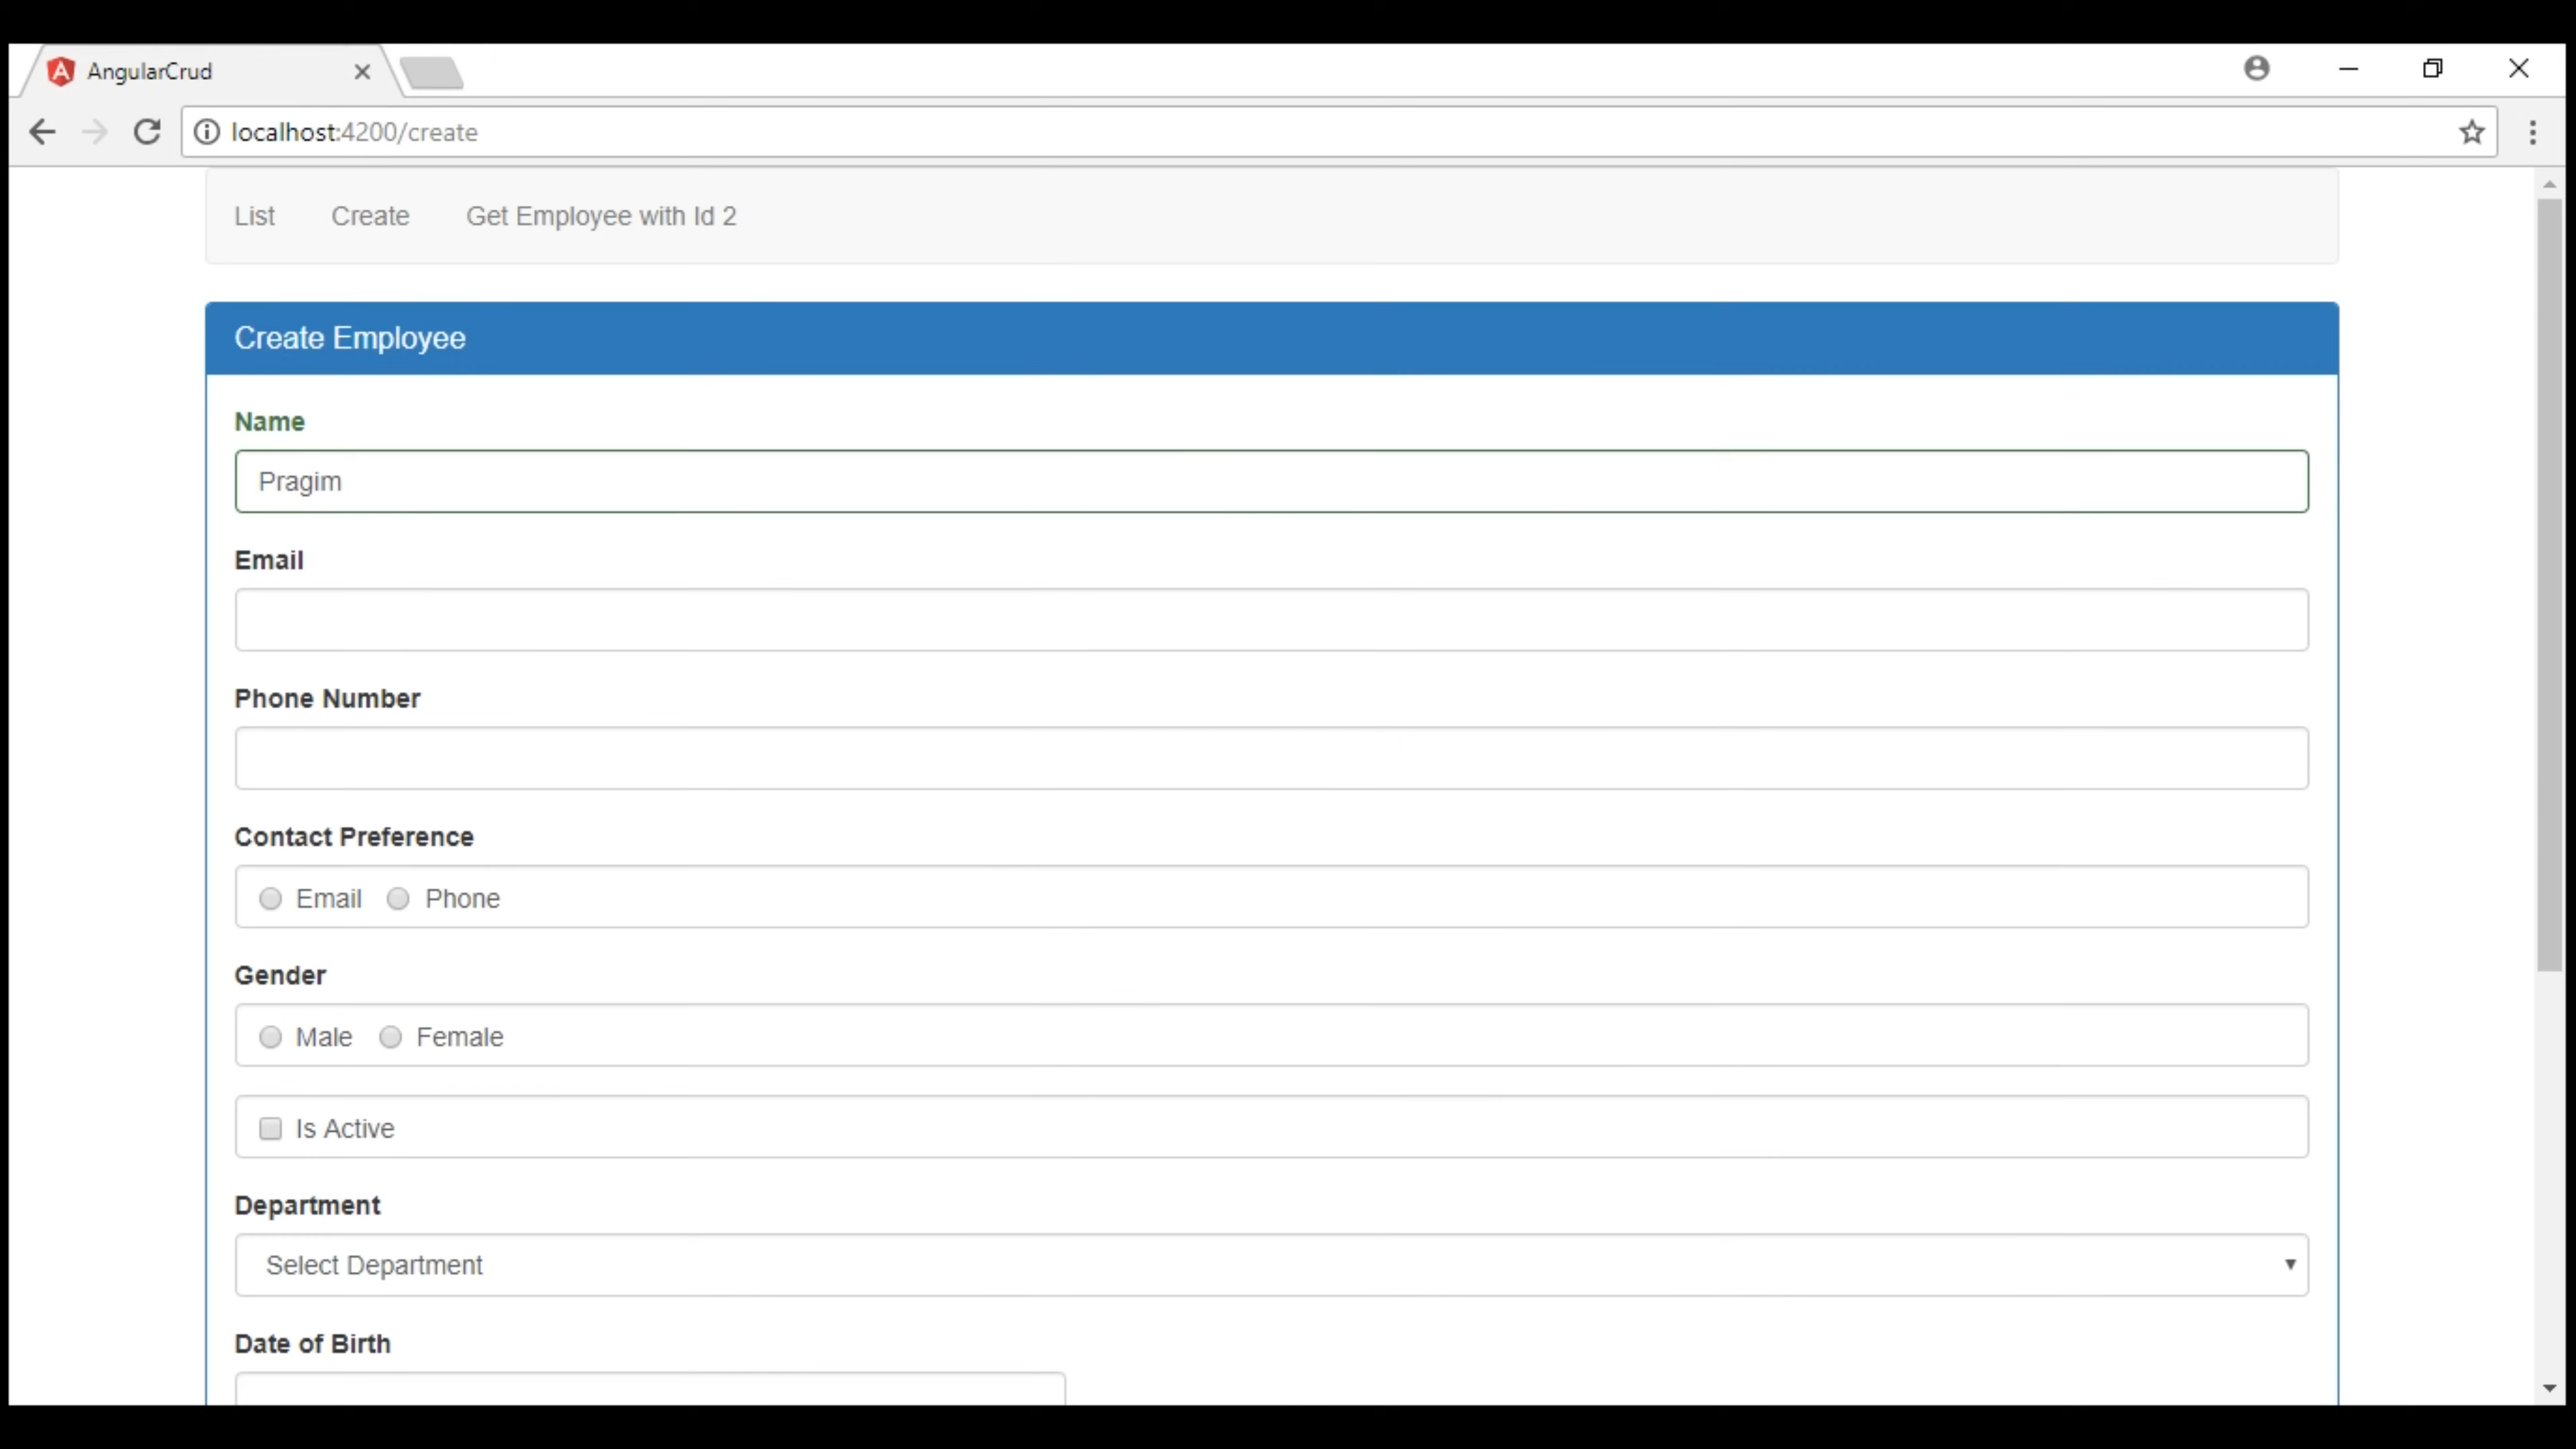 AngularCrud
localhost:4200/create
List Create Get Employee with Id 2
Create Employee
Name
Pragim
Email
Phone Number
Contact Preference
Email Phone
Gender
Male Female
Is Active
Department
Select Department
Date of Birth